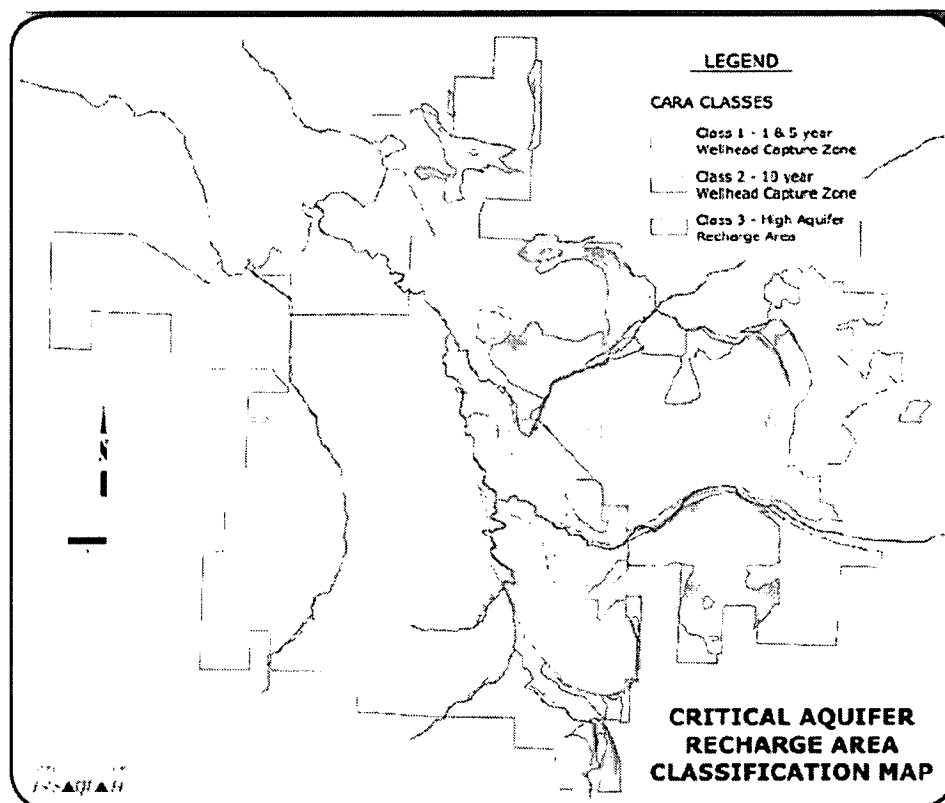 LEGEND
CARA CLASSES
Class 1 - 1 & 5 year
Wellhead Capture Zone
Class 2 - 10 year
Wellhead Capture Zone
Class 3 - High Aquifer
Recharge Area
N
CRITICAL AQUIFER
RECHARGE AREA
CLASSIFICATION MAP